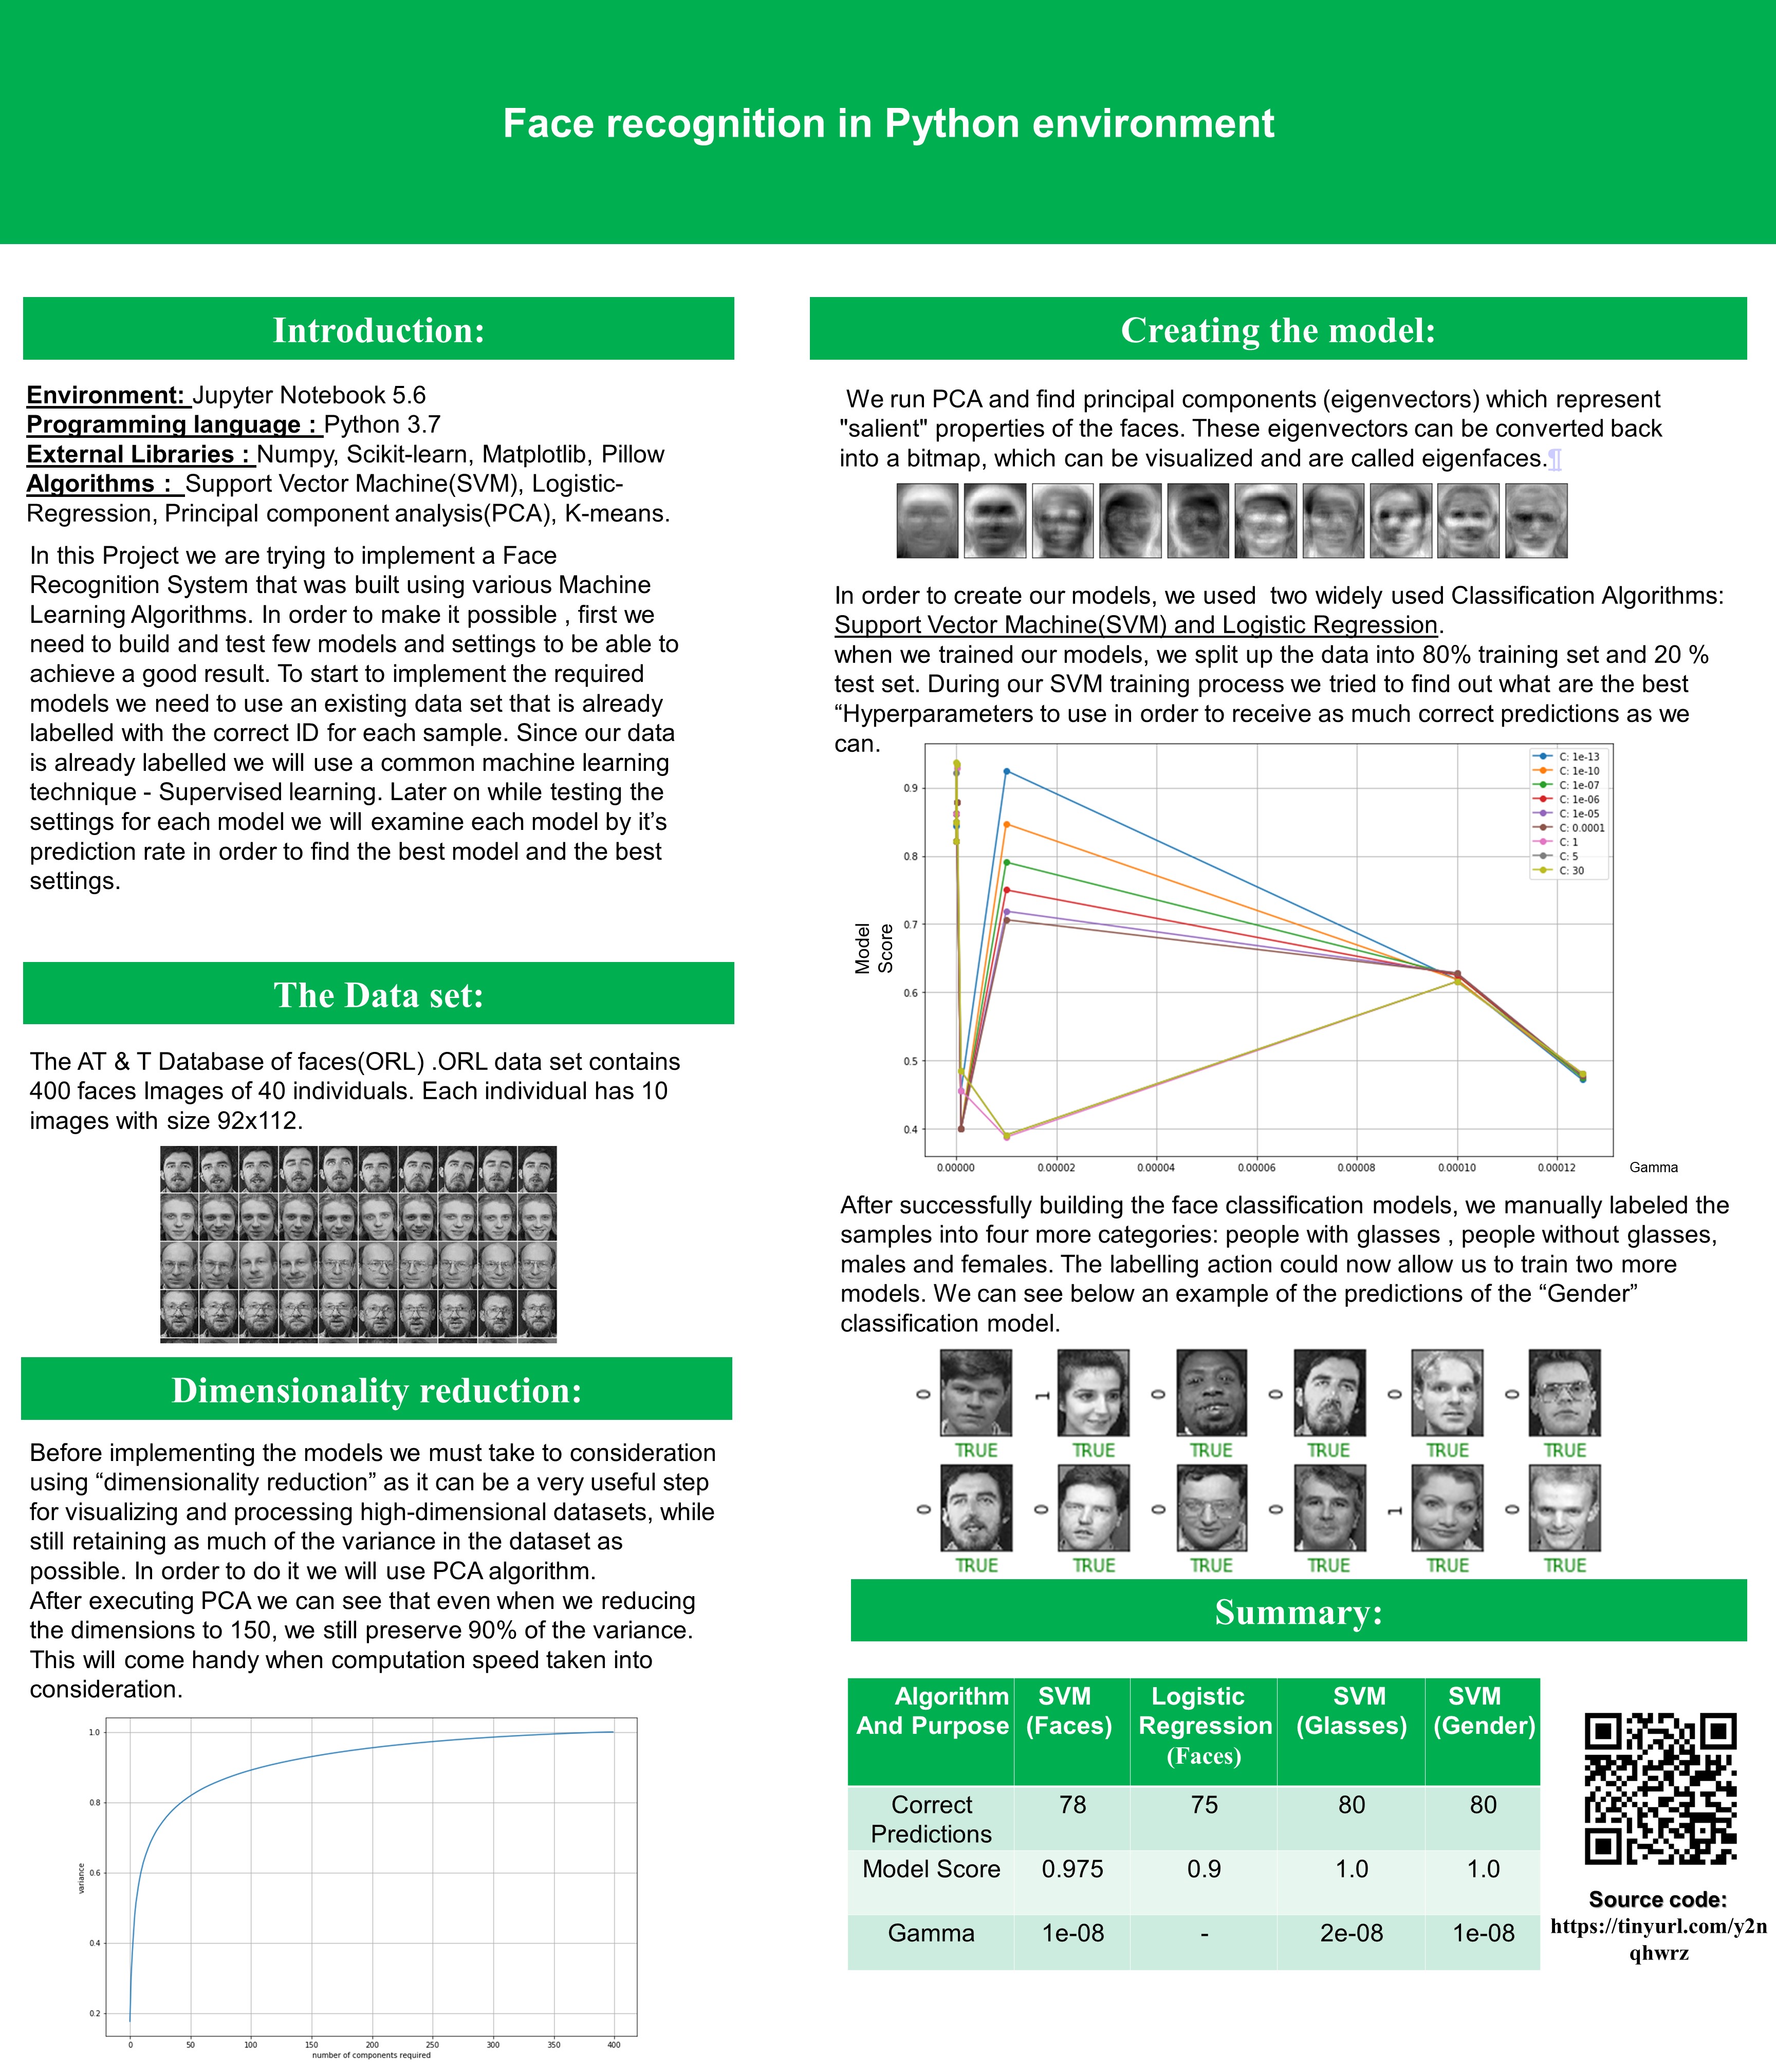 Face recognition in Python environment
Introduction:
Environment: Jupyter Notebook 5.6
Programming language : Python 3.7
External Libraries : Numpy, Scikit-learn, Matplotlib, Pillow
Algorithms : Support Vector Machine(SVM), Logistic-
Regression, Principal component analysis(PCA), K-means.
In this Project we are trying to implement a Face
Recognition System that was built using various Machine
Learning Algorithms. In order to make it possible , first we
need to build and test few models and settings to be able to
achieve a good result. To start to implement the required
models we need to use an existing data set that is already
labelled with the correct ID for each sample. Since our data
is already labelled we will use a common machine learning
technique - Supervised learning. Later on while testing the
settings for each model we will examine each model by it’s
prediction rate in order to find the best model and the best
settings.
The Data set:
The AT & T Database of faces(ORL) .ORL data set contains
400 faces Images of 40 individuals. Each individual has 10
images with size 92x112.
Dimensionality reduction:
Before implementing the models we must take to consideration
using “dimensionality reduction” as it can be a very useful step
for visualizing and processing high-dimensional datasets, while
still retaining as much of the variance in the dataset as
possible. In order to do it we will use PCA algorithm.
After executing PCA we can see that even when we reducing
the dimensions to 150, we still preserve 90% of the variance.
This will come handy when computation speed taken into
consideration.
1.0
0.8
0.6
0.4
0.2
variance
0 50 100 150 200 250 300 350 400
number of components required
Creating the model:
We run PCA and find principal components (eigenvectors) which represent
"salient" properties of the faces. These eigenvectors can be converted back
into a bitmap, which can be visualized and are called eigenfaces.¶
In order to create our models, we used two widely used Classification Algorithms:
Support Vector Machine(SVM) and Logistic Regression.
when we trained our models, we split up the data into 80% training set and 20 %
test set. During our SVM training process we tried to find out what are the best
“Hyperparameters to use in order to receive as much correct predictions as we
can.
C: 1e-13
C: 1e-10
C: 1e-07
C: 1e-06
C: 1e-05
C: 0.0001
C: 1
C: 5
C: 30
0.9
0.8
0.7
0.6
0.5
0.4
Model
Score
0.00000 0.00002 0.00004 0.00006 0.00008 0.00010 0.00012
Gamma
After successfully building the face classification models, we manually labeled the
samples into four more categories: people with glasses , people without glasses,
males and females. The labelling action could now allow us to train two more
models. We can see below an example of the predictions of the “Gender”
classification model.
0 1 0 0 0 0
TRUE TRUE TRUE TRUE TRUE TRUE
0 0 0 0 1 0
TRUE TRUE TRUE TRUE TRUE TRUE
Summary:
Algorithm SVM Logistic SVM SVM
And Purpose (Faces) Regression (Glasses) (Gender)
(Faces)
Correct 78 75 80 80
Predictions
Model Score 0.975 0.9 1.0 1.0
Gamma 1e-08 - 2e-08 1e-08
Source code:
https://tinyurl.com/y2n
qhwrz